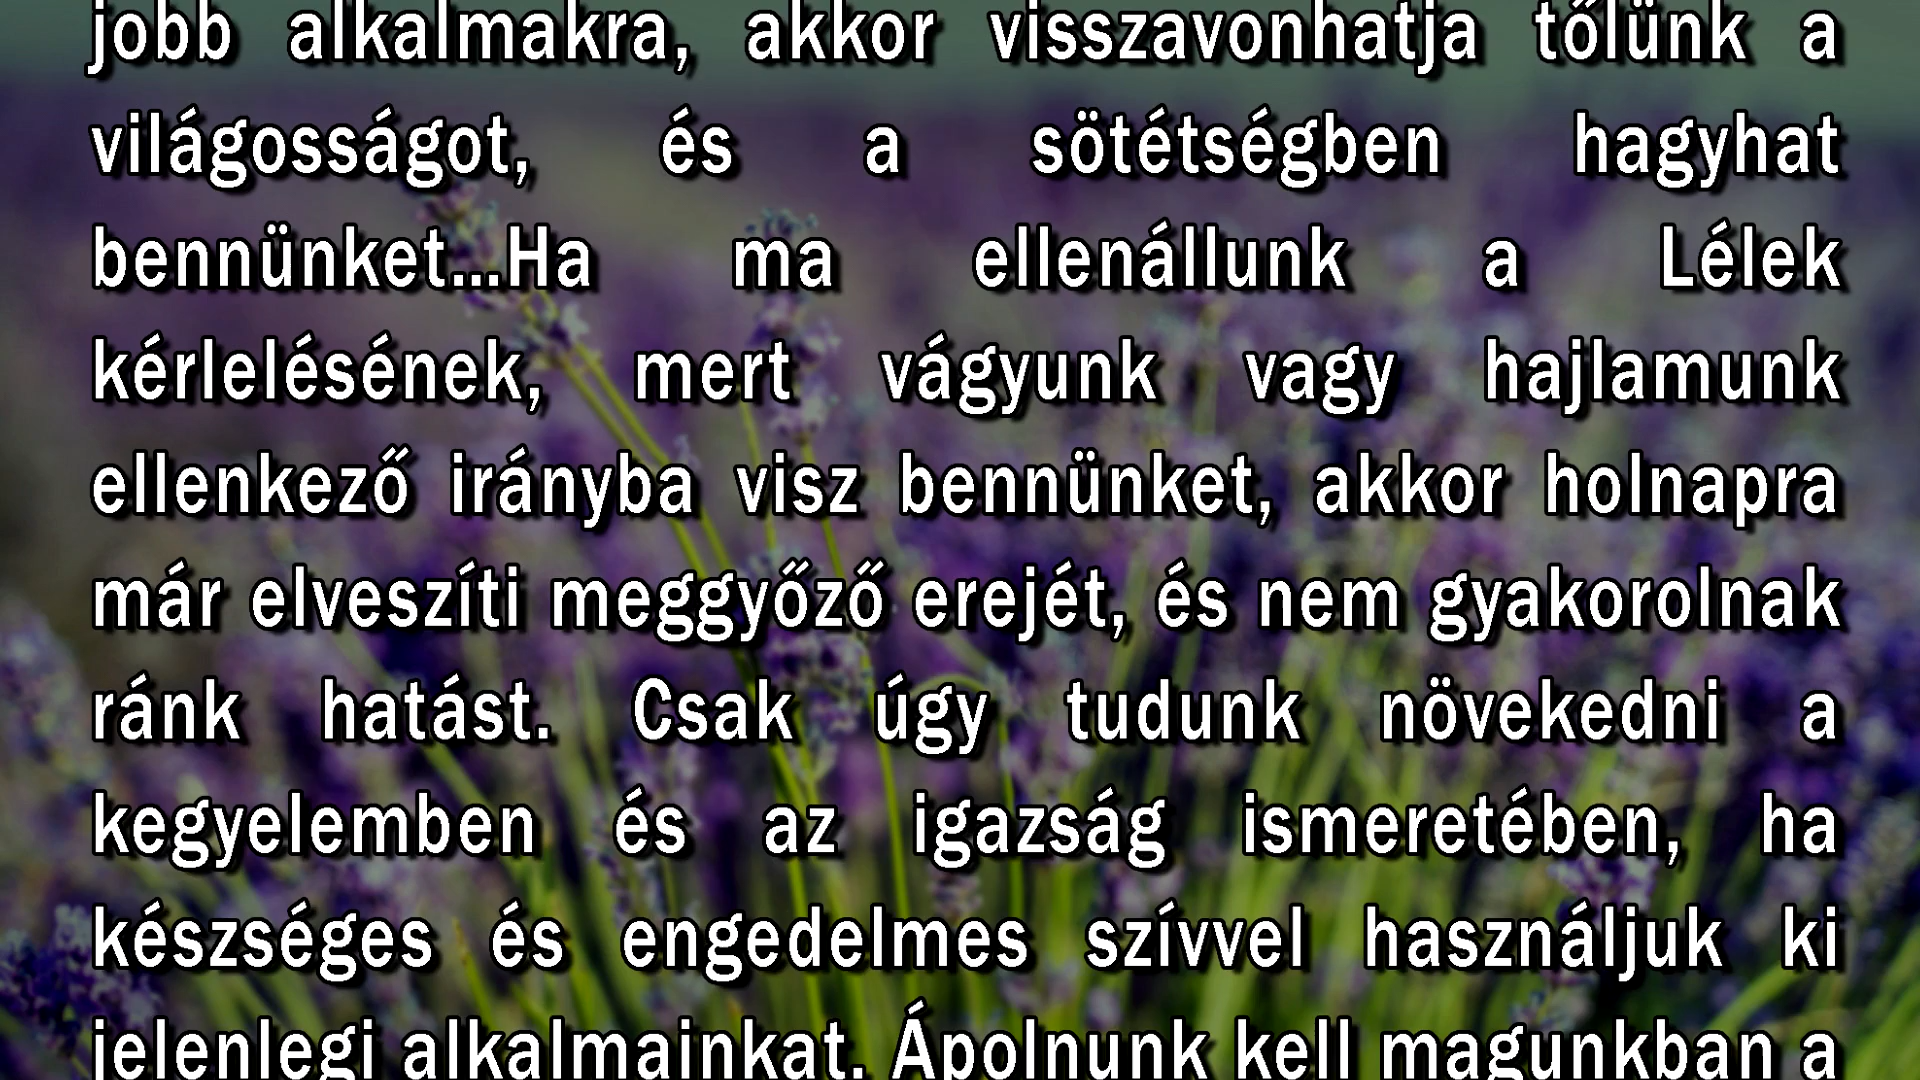 jobb alkalmakra, akkor visszavonhatja tőlünk a
világosságot, és a sötétségben hagyhat
bennünket...Ha ma ellenállunk a Lélek
kérlelésének, mert vágyunk vagy hajlamunk
ellenkező irányba visz bennünket, akkor holnapra
már elveszíti meggyőző erejét, és nem gyakorolnak
ránk hatást. Csak úgy tudunk növekedni a
kegyelemben és az igazság ismeretében, ha
készséges és engedelmes szívvel használjuk ki
jelenlegi alkalmainkat. Ápolnunk kell magunkban a